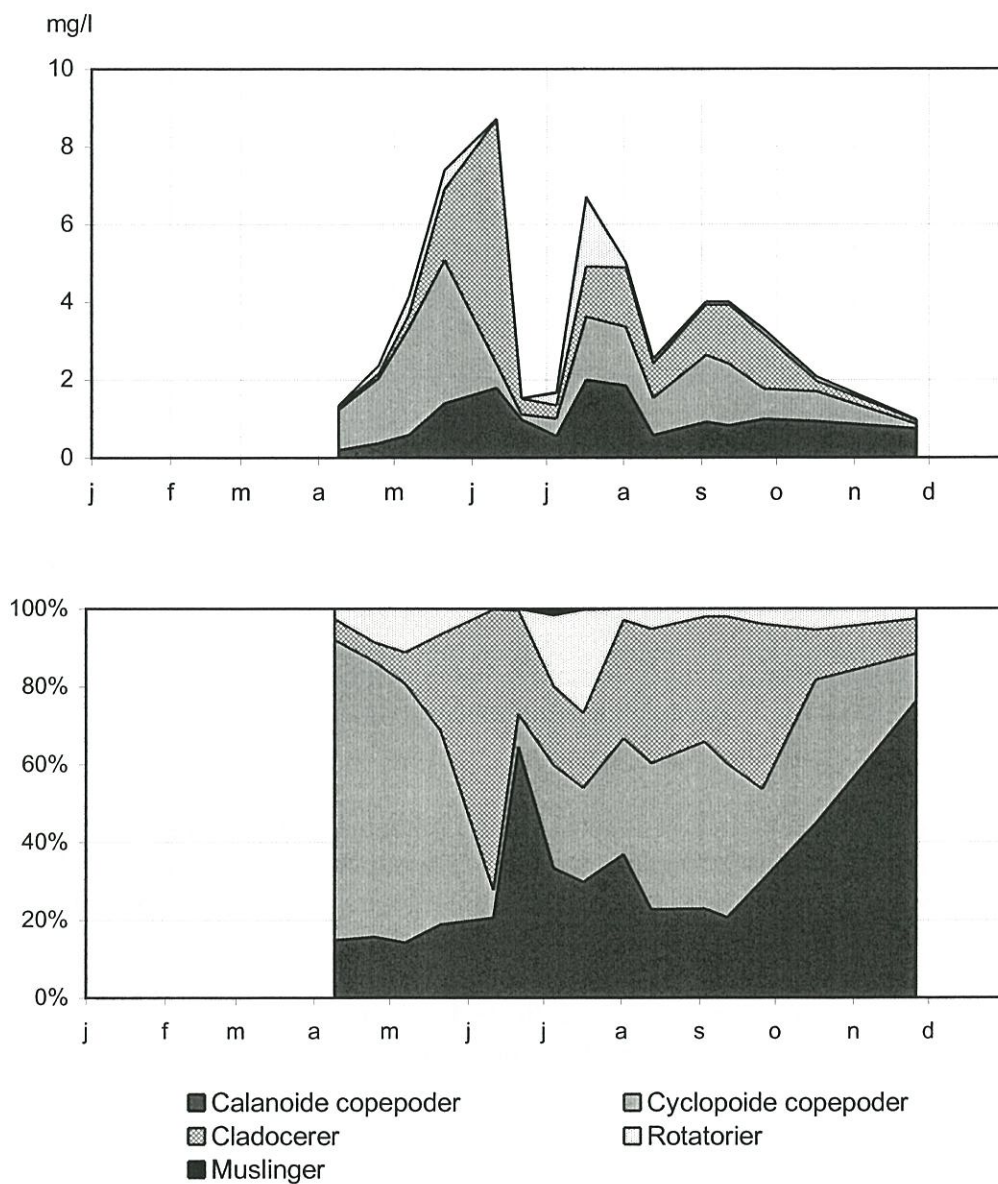 mg/l
10
8
6
4
2
0
j f m a m j j a s o n d
100%
80%
60%
40%
20%
0%
j f m a m j j a s o n d
Calanoide copepoder Cyclopoide copepoder
Cladocerer Rotatorier
Muslinger